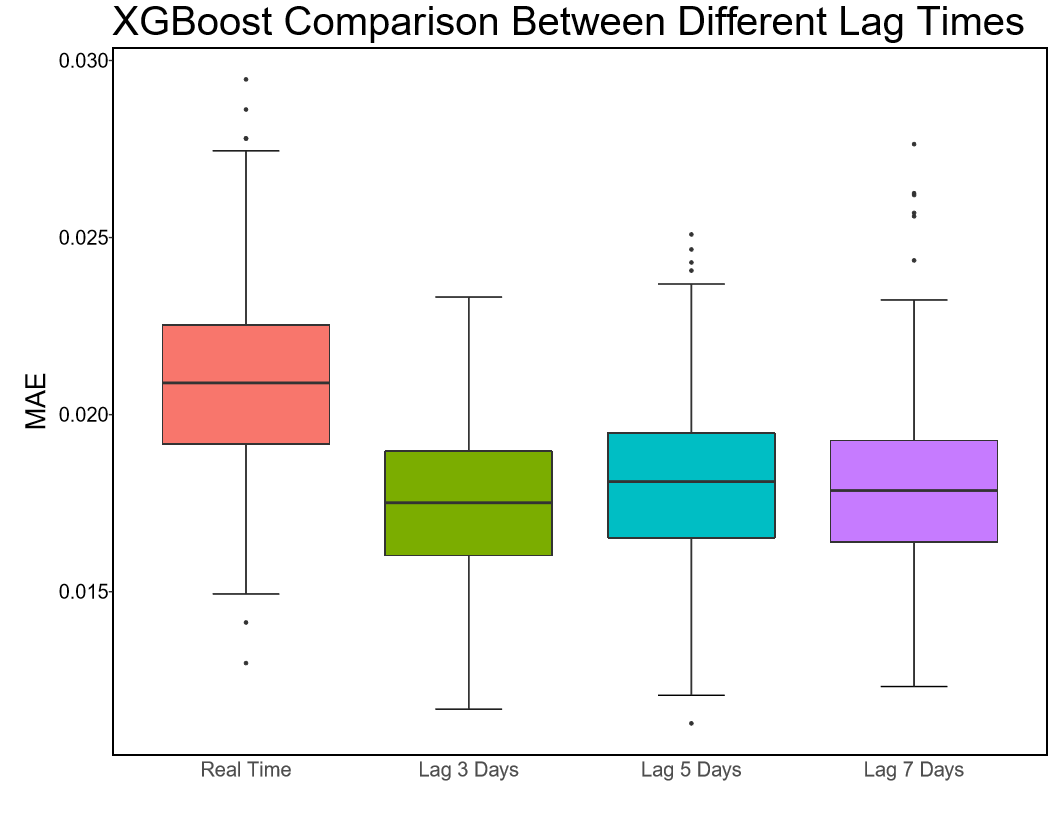 XGBoost Comparison Between Different Lag Times
0.030
0.025
0.020
0.015
MAE
Real Time
Lag 3 Days
Lag 5 Days
Lag 7 Days